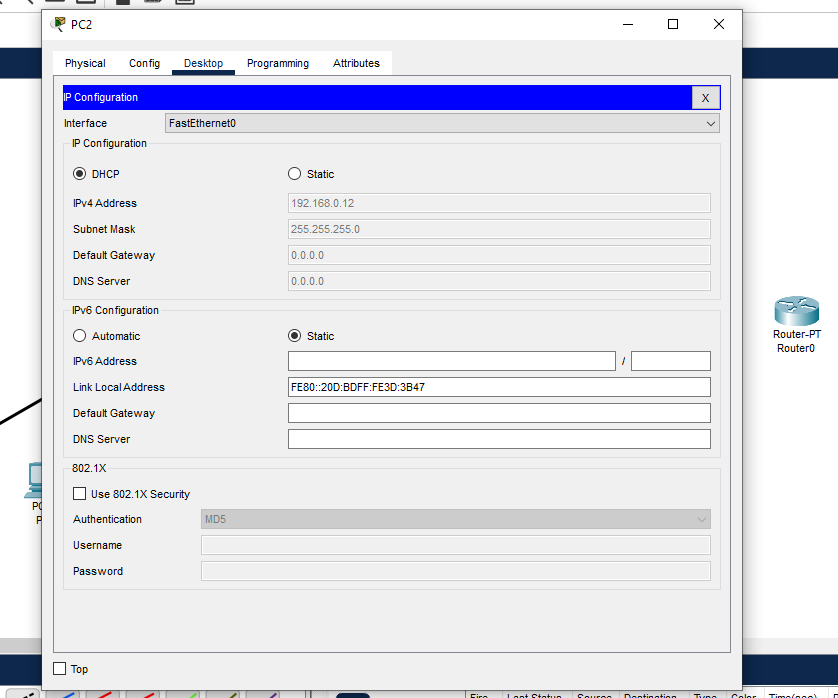 PC2
Physical Config Desktop Programming Attributes
IP Configuration X
Interface FastEthernet0
IP Configuration
DHCP Static
IPv4 Address 192.168.0.12
Subnet Mask 255.255.255.0
Default Gateway 0.0.0.0
DNS Server 0.0.0.0
IPv6 Configuration
Automatic Static
IPv6 Address /
Link Local Address FE80::20D:BDFF:FE3D:3B47
Default Gateway
DNS Server
802.1X
Use 802.1X Security
Authentication MD5
Username
Password
Top
Router-PT
Router0
Fire Last Status Source Destination Type Color Time(sec)